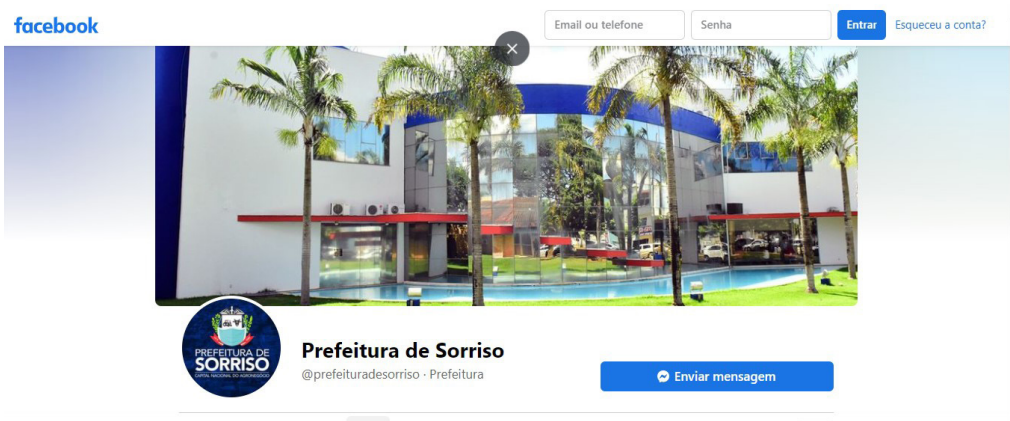 facebook
Email ou telefone
Senha
Entrar
Esqueceu a conta?
PREFEITURA DE
SORRISO
CAPITAL NACIONAL DO AGRONEGÓCIO
Prefeitura de Sorriso
@prefeituradesorriso · Prefeitura
Enviar mensagem